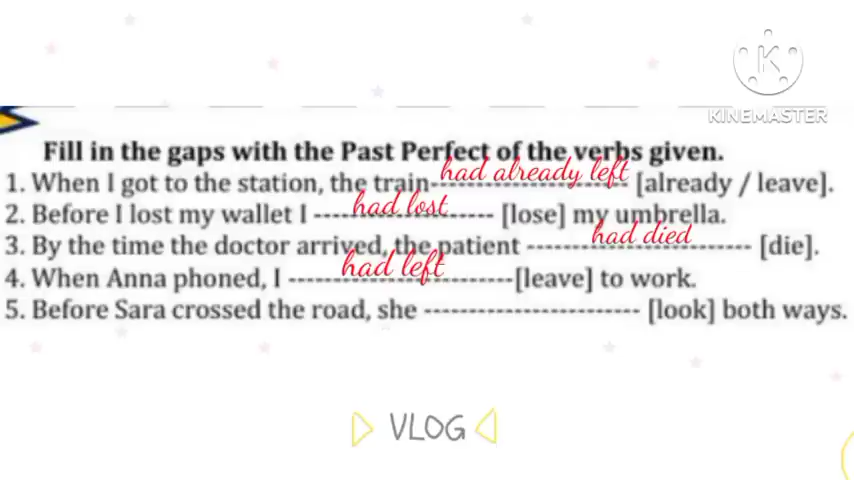 KINEMASTER
Fill in the gaps with the Past Perfect of the verbs given.
1. When I got to the station, the train-had already left- [already / leave].
2. Before I lost my wallet I ---had lost--- [lose] my umbrella.
3. By the time the doctor arrived, the patient ---had died--- [die].
4. When Anna phoned, I ---had left---[leave] to work.
5. Before Sara crossed the road, she ------------------------ [look] both ways.
VLOG